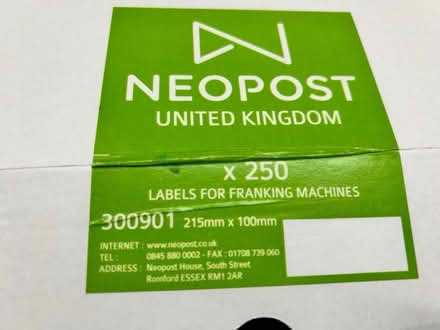 NEOPOST
UNITED KINGDOM
x 250
LABELS FOR FRANKING MACHINES
300901 215mm x 100mm
INTERNET : www.neopost.co.uk
TEL : 0845 880 0002 - FAX : 01708 739 060
ADDRESS : Neopost House, South Street
Romford ESSEX RM1 2AR